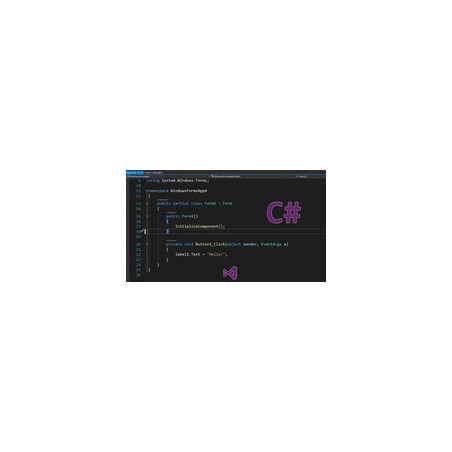 using System.Windows.Forms;
namespace WindowsFormsApp4
{
public partial class Form1 : Form
{
public Form1()
{
InitializeComponent();
}
private void Button1_Click(object sender, EventArgs e)
{
label1.Text = "Hello!";
}
}
}
C#